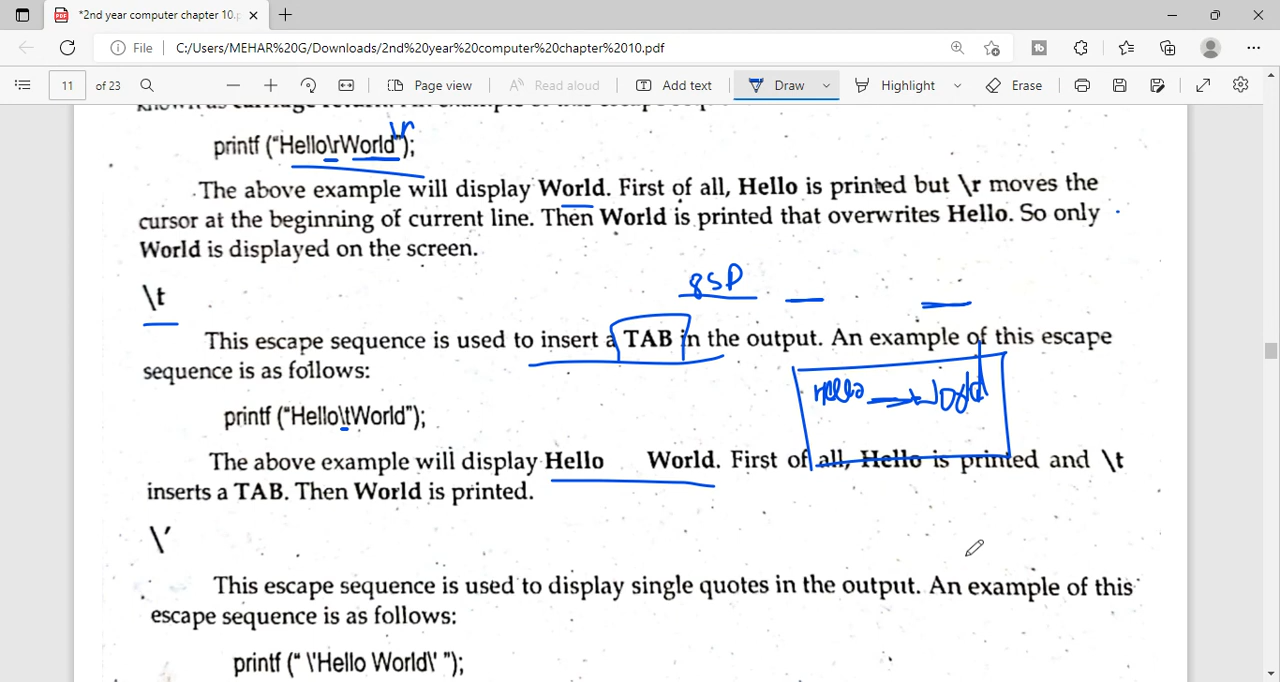 *2nd year computer chapter 10.p
File
C:/Users/MEHAR%20G/Downloads/2nd%20year%20computer%20chapter%2010.pdf
11 of 23
Page view
Read aloud
Add text
Draw
Highlight
Erase
printf ("Hello\rWorld");
\r
The above example will display World. First of all, Hello is printed but \r moves the
cursor at the beginning of current line. Then World is printed that overwrites Hello. So only
World is displayed on the screen.
8SP
\t
This escape sequence is used to insert a TAB in the output. An example of this escape
sequence is as follows:
Hello World
printf ("Hello\tWorld");
The above example will display Hello World. First of all, Hello is printed and \t
inserts a TAB. Then World is printed.
\'
This escape sequence is used to display single quotes in the output. An example of this
escape sequence is as follows:
printf (" \'Hello World\' ");